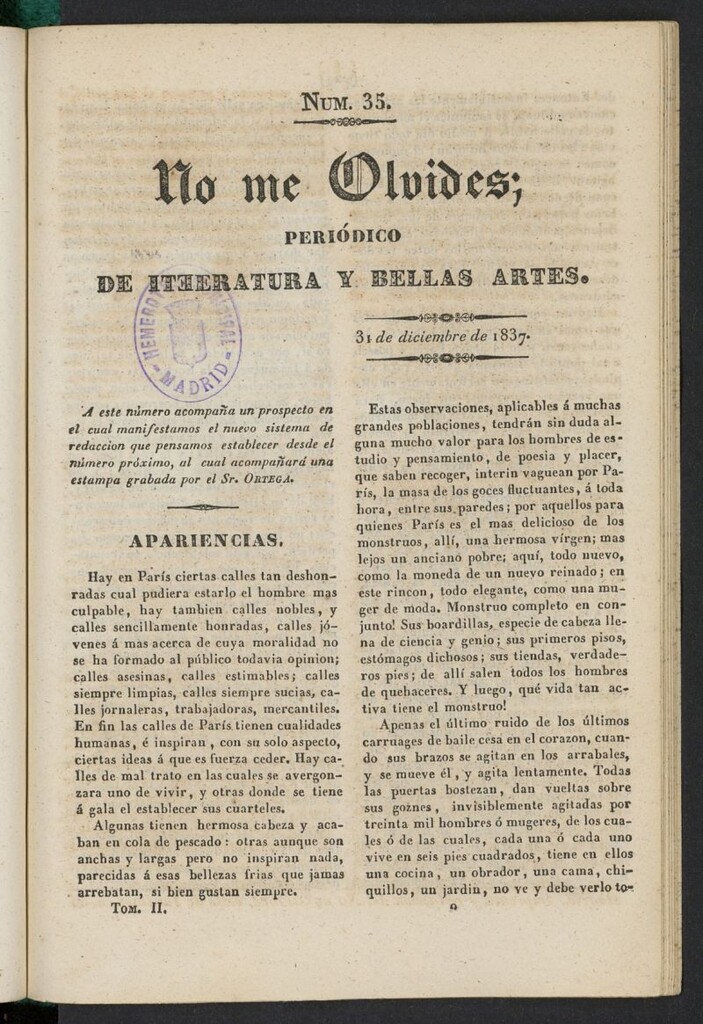 NUM. 35.
No me Olvides;
PERIÓDICO
DE ITHERATURA Y BELLAS ARTES.
HEMEROTECA MUNICIPAL
MADRID
31 de diciembre de 1837.
A este número acompaña un prospecto en
el cual manifestamos el nuevo sistema de
redaccion que pensamos establecer desde el
número próximo, al cual acompañará una
estampa grabada por el Sr. ORTEGA.
APARIENCIAS.
Hay en París ciertas calles tan deshon-
radas cual pudiera estarlo el hombre mas
culpable, hay tambien calles nobles, y
calles sencillamente honradas, calles jó-
venes á mas acerca de cuya moralidad no
se ha formado al público todavia opinion;
calles asesinas, calles estimables; calles
siempre limpias, calles siempre sucias, ca-
lles jornaleras, trabajadoras, mercantiles.
En fin las calles de París tienen cualidades
humanas, é inspiran, con su solo aspecto,
ciertas ideas á que es fuerza ceder. Hay ca-
lles de mal trato en las cuales se avergon-
zara uno de vivir, y otras donde se tiene
á gala el establecer sus cuarteles.
Algunas tienen hermosa cabeza y aca-
ban en cola de pescado: otras aunque son
anchas y largas pero no inspiran nada,
parecidas á esas bellezas frias que jamas
arrebatan, si bien gustan siempre.
TOM. II.
Estas observaciones, aplicables á muchas
grandes poblaciones, tendrán sin duda al-
guna mucho valor para los hombres de es-
tudio y pensamiento, de poesia y placer,
que saben recoger, interin vaguean por Pa-
rís, la masa de los goces fluctuantes, á toda
hora, entre sus paredes; por aquellos para
quienes París es el mas delicioso de los
monstruos, allí, una hermosa vírgen; mas
lejos un anciano pobre; aquí, todo nuevo,
como la moneda de un nuevo reinado; en
este rincon, todo elegante, como una mu-
ger de moda. Monstruo completo en con-
junto! Sus boardillas, especie de cabeza lle-
na de ciencia y genio; sus primeros pisos,
estómagos dichosos; sus tiendas, verdade-
ros pies; de allí salen todos los hombres
de quehaceres. Y luego, qué vida tan ac-
tiva tiene el monstruo!
Apenas el último ruido de los últimos
carruages de baile cesa en el corazon, cuan-
do sus brazos se agitan en los arrabales,
y se mueve él, y agita lentamente. Todas
las puertas bostezan, dan vueltas sobre
sus goznes, invisiblemente agitadas por
treinta mil hombres ó mugeres, de los cua-
les ó de las cuales, cada una ó cada uno
vive en seis pies cuadrados, tiene en ellos
una cocina, un obrador, una cama, chi-
quillos, un jardin, no ve y debe verlo to-